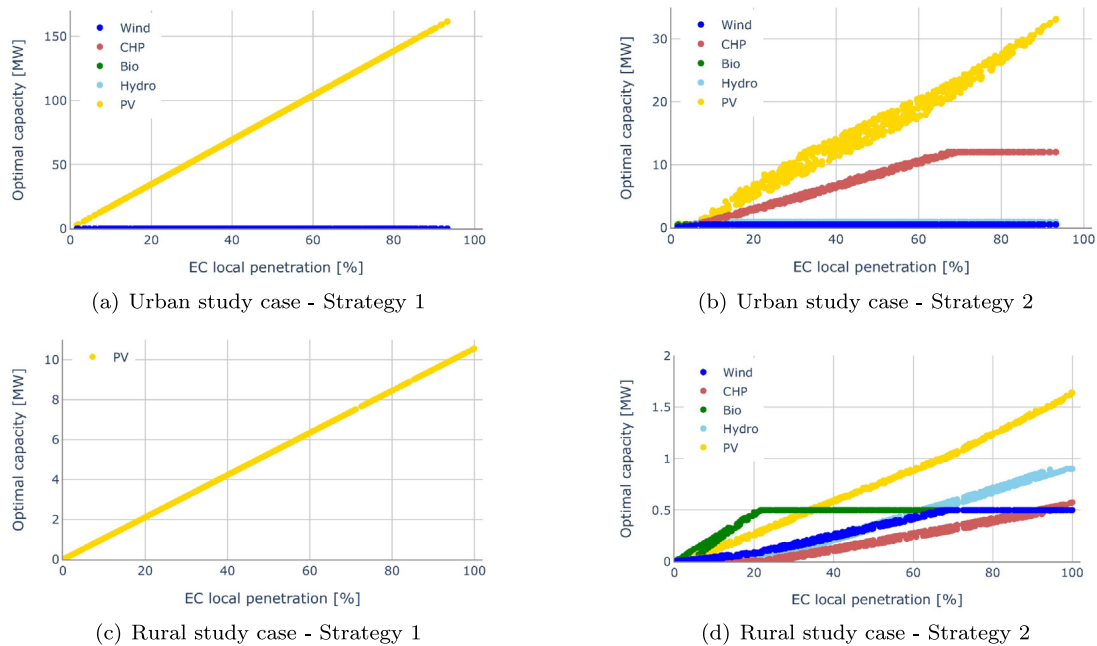 Optimal capacity [MW]
150
100
50
0
Wind
CHP
Bio
Hydro
PV
0 20 40 60 80 100
EC local penetration [%]
(a) Urban study case - Strategy 1
Optimal capacity [MW]
30
20
10
0
Wind
CHP
Bio
Hydro
PV
0 20 40 60 80 100
EC local penetration [%]
(b) Urban study case - Strategy 2
Optimal capacity [MW]
10
8
6
4
2
0
PV
0 20 40 60 80 100
EC local penetration [%]
(c) Rural study case - Strategy 1
Optimal capacity [MW]
2
1.5
1
0.5
0
Wind
CHP
Bio
Hydro
PV
0 20 40 60 80 100
EC local penetration [%]
(d) Rural study case - Strategy 2